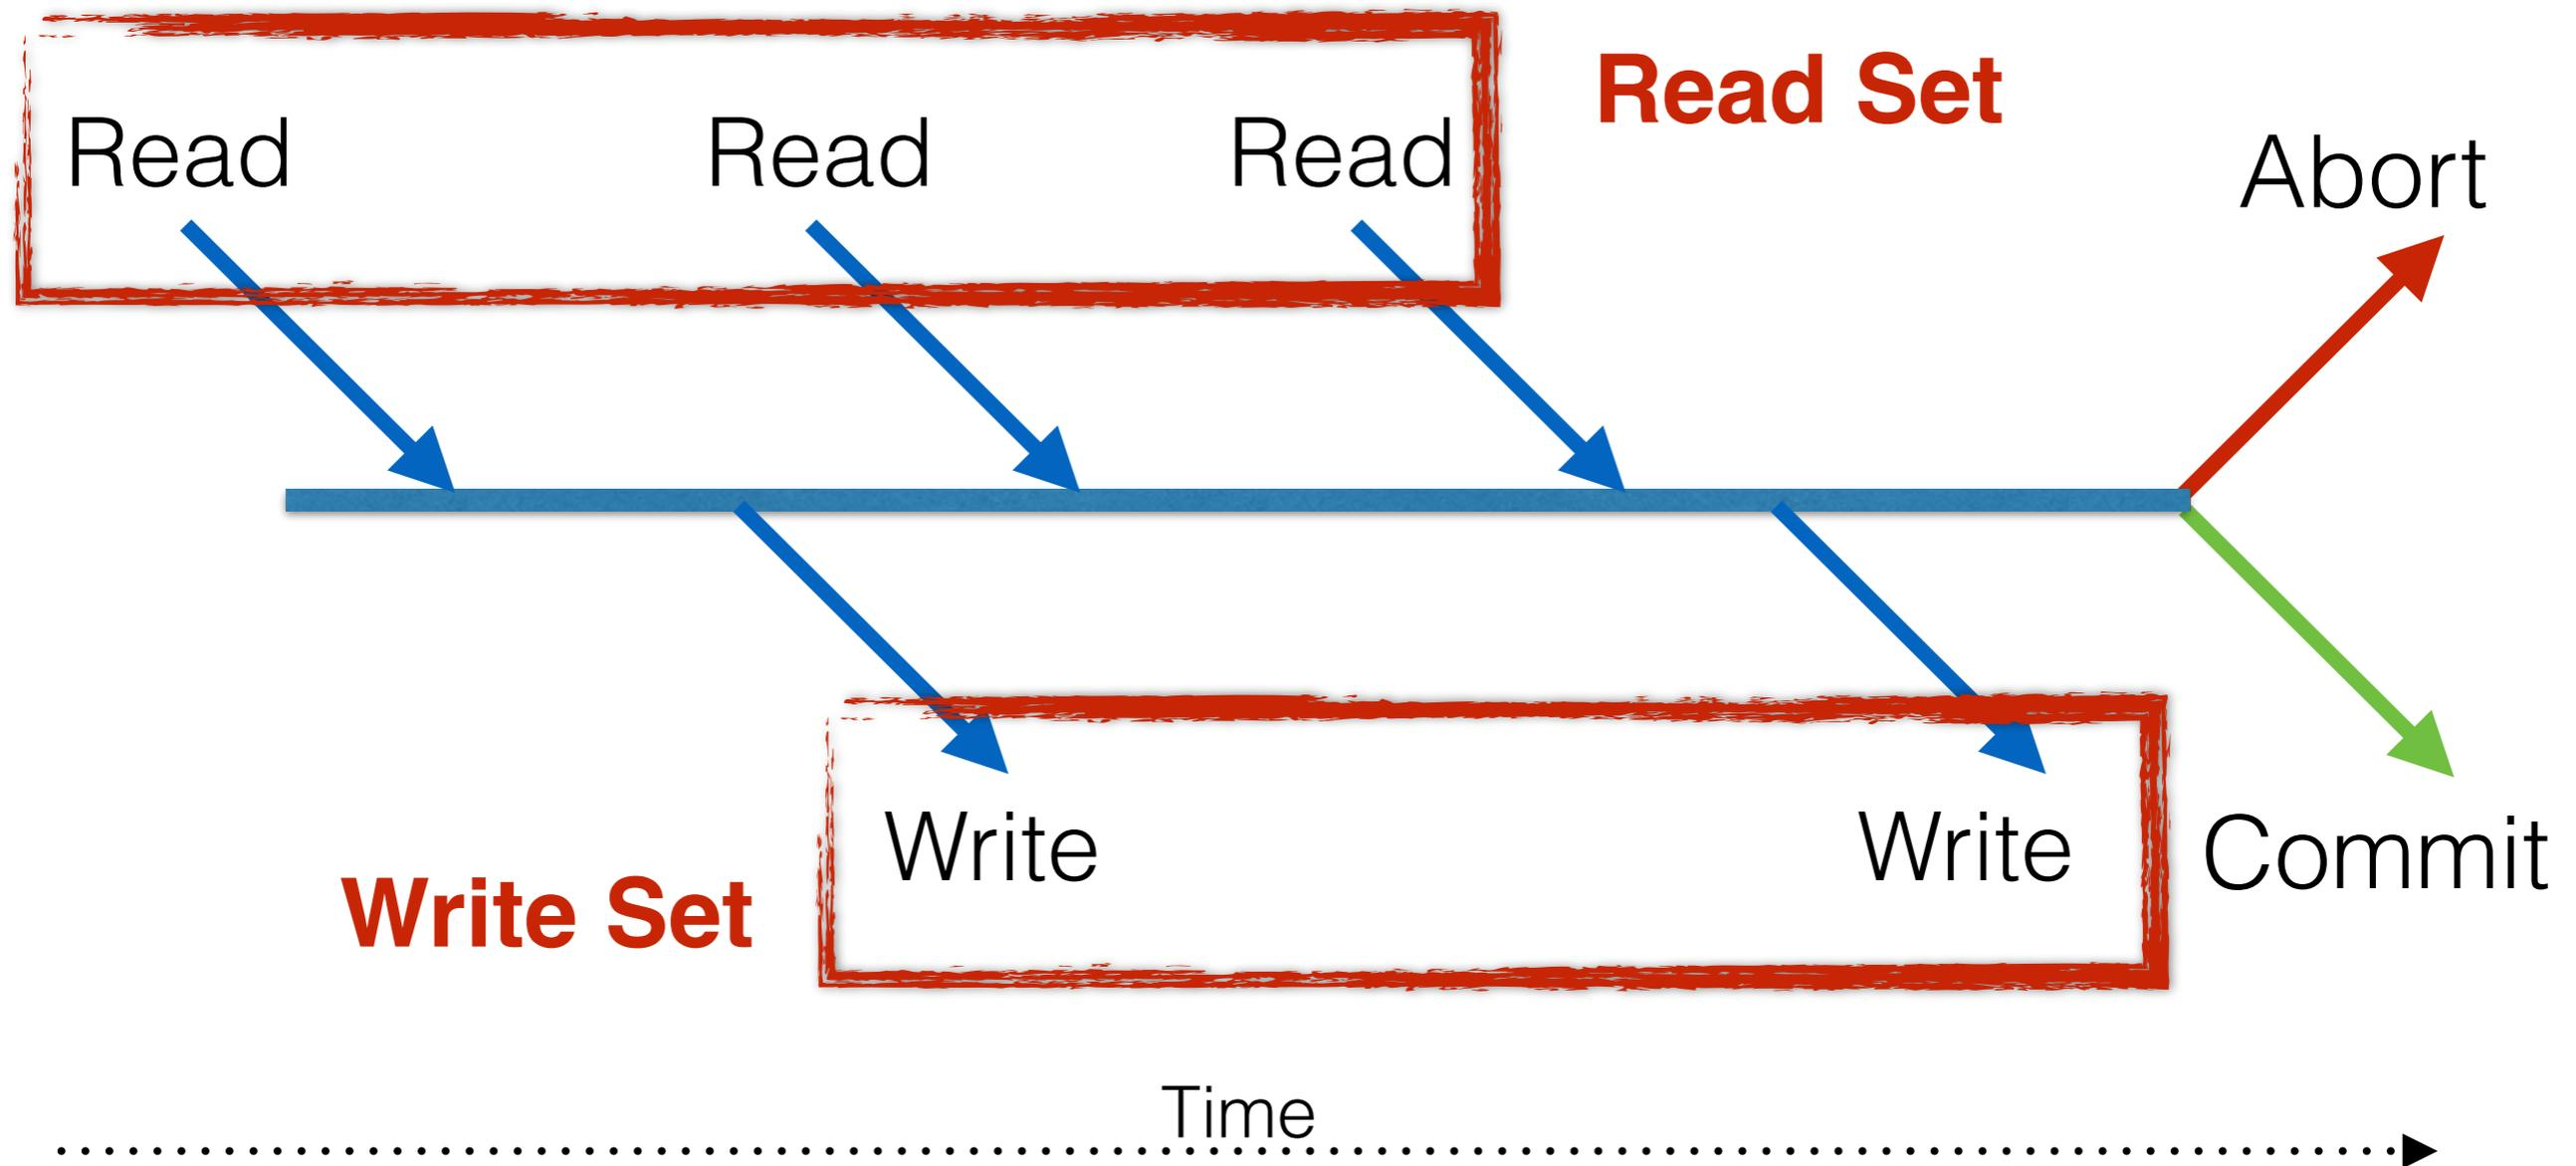 Read Set
Read Read Read
Abort
Write Write
Commit
Write Set
Time